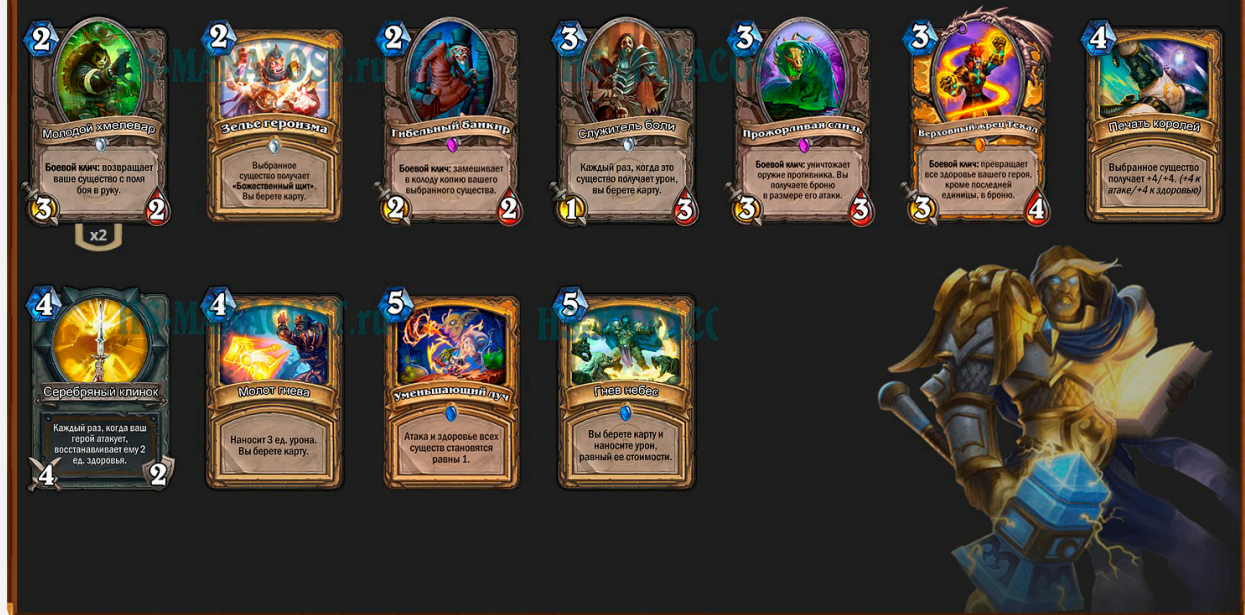 2
Молодой хмелевар
Боевой клич: возвращает
ваше существо с поля
боя в руку.
3
2
x2
2
Зелье героизма
Выбранное
существо получает
«Божественный щит».
Вы берете карту.
2
Гибельный банкир
Боевой клич: замешивает
в колоду копию вашего
выбранного существа.
2
2
3
Служитель боли
Каждый раз, когда это
существо получает урон,
вы берете карту.
1
3
3
Прожорливая слизь
Боевой клич: уничтожает
оружие противника. Вы
получаете броню
в размере его атаки.
3
3
3
Верховный жрец Текал
Боевой клич: превращает
все здоровье вашего героя,
кроме последней
единицы, в броню.
3
4
4
Печать королей
Выбранное существо
получает +4/+4. (+4 к
атаке/+4 к здоровью)
HS-MANACOST.ru
4
Серебряный клинок
Каждый раз, когда ваш
герой атакует,
восстанавливает ему 2
ед. здоровья.
4
2
4
Молот гнева
Наносит 3 ед. урона.
Вы берете карту.
5
Уменьшающий луч
Атака и здоровье всех
существ становятся
равны 1.
5
Гнев небес
Вы берете карту и
наносите урон,
равный ее стоимости.
HS-MANACOST.ru